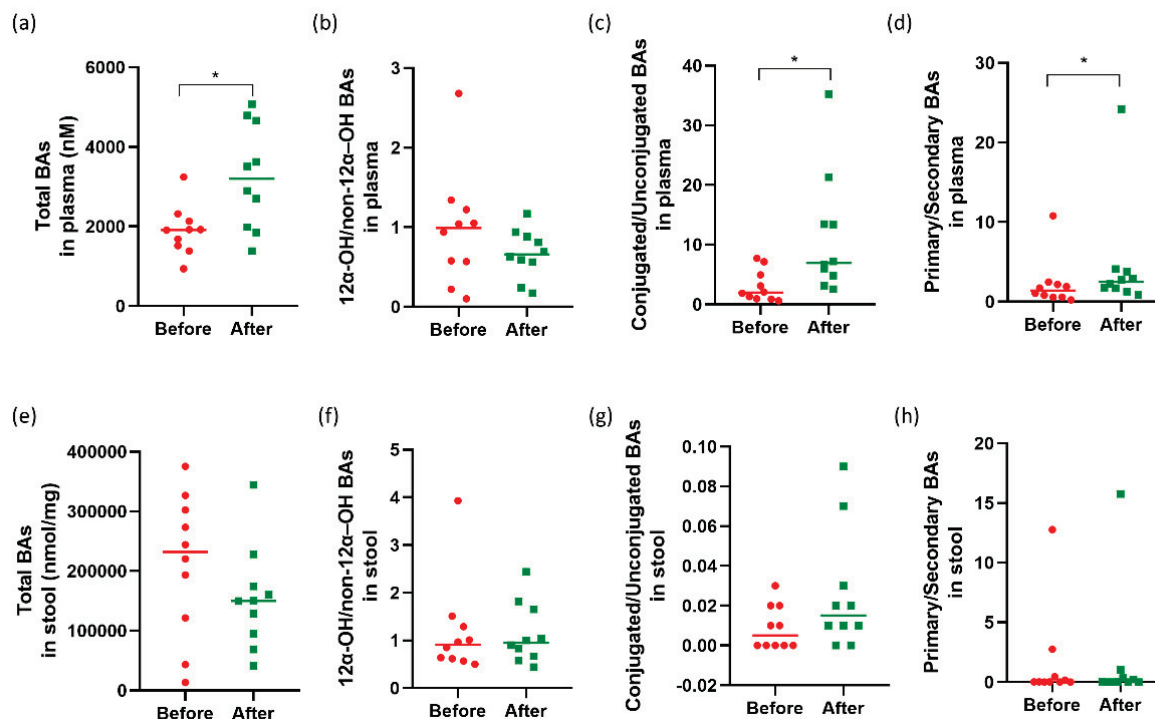 (a)
Total BAs
in plasma (nM)
6000
4000
2000
0
*
Before
After
(b)
12α-OH/non-12α–OH BAs
in plasma
3
2
1
0
Before
After
(c)
Conjugated/Unconjugated BAs
in plasma
40
30
20
10
0
*
Before
After
(d)
Primary/Secondary BAs
in plasma
30
20
10
0
*
Before
After
(e)
Total BAs
in stool (nmol/mg)
400000
300000
200000
100000
0
Before
After
(f)
12α-OH/non-12α–OH BAs
in stool
5
4
3
2
1
0
Before
After
(g)
Conjugated/Unconjugated BAs
in stool
0.10
0.08
0.06
0.04
0.02
0.00
-0.02
Before
After
(h)
Primary/Secondary BAs
in stool
20
15
10
5
0
Before
After